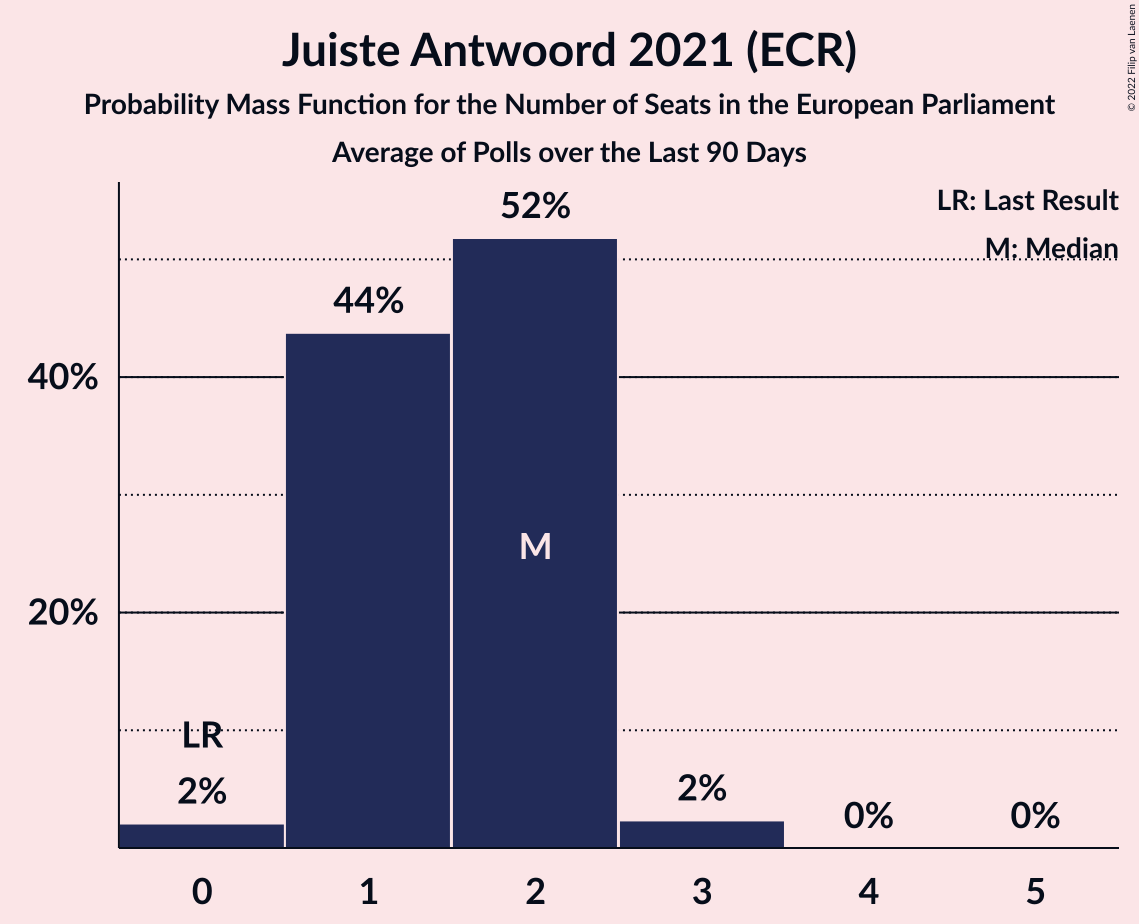 Juiste Antwoord 2021 (ECR)
Probability Mass Function for the Number of Seats in the European Parliament
Average of Polls over the Last 90 Days
© 2022 Filip van Laenen
LR: Last Result
M: Median
52%
44%
40%
M
20%
LR
2%
2%
0%
0%
0 1 2 3 4 5